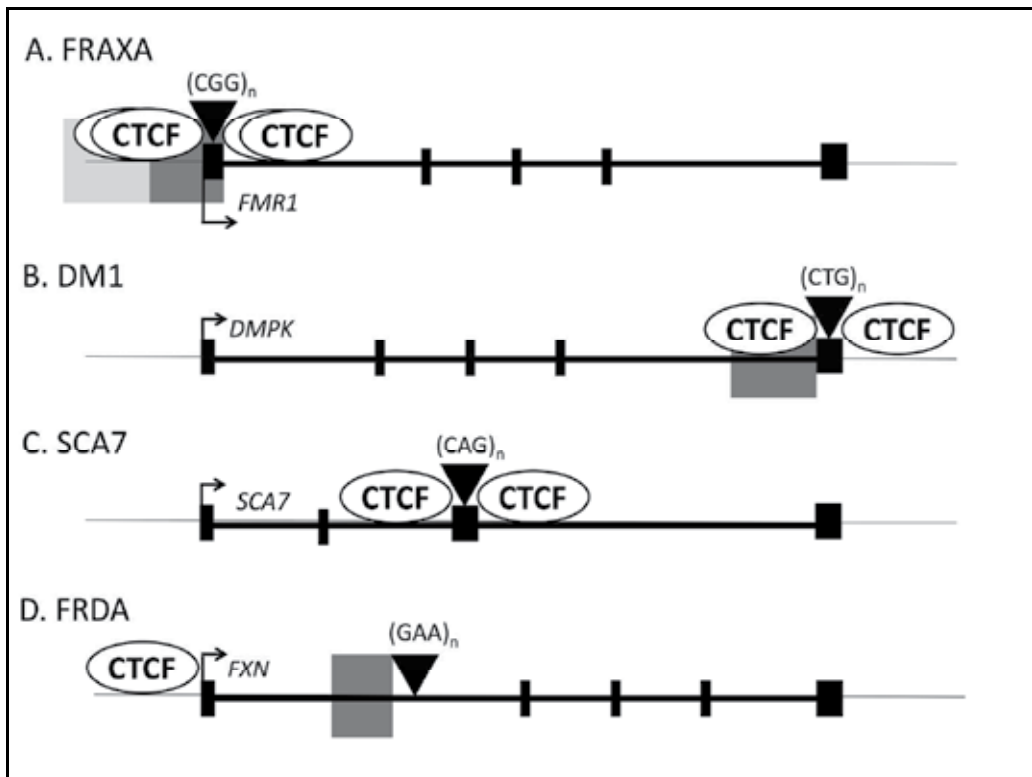 A. FRAXA
(CGG)n
CTCF CTCF
FMR1
B. DM1
(CTG)n
DMPK CTCF CTCF
C. SCA7
(CAG)n
SCA7 CTCF CTCF
D. FRDA
(GAA)n
CTCF FXN